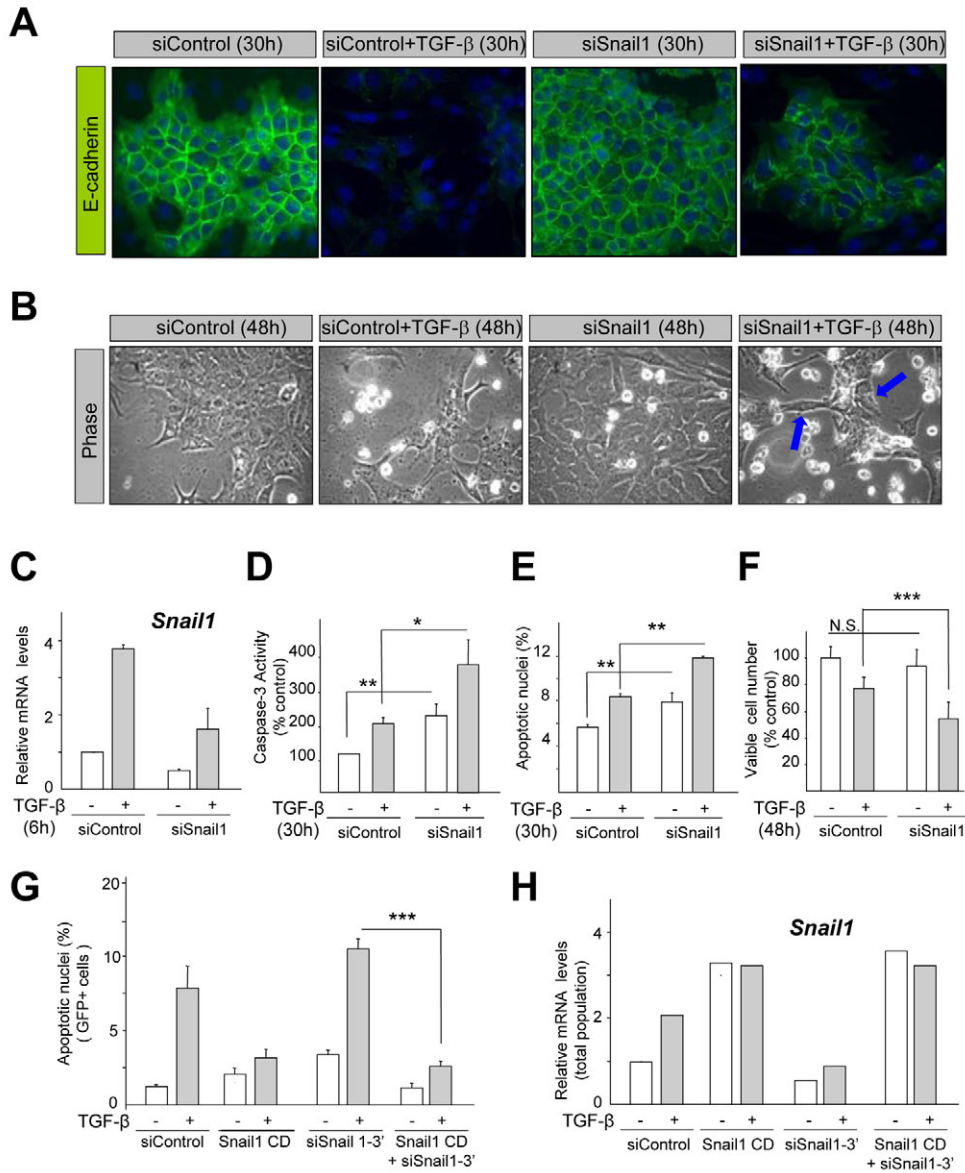 A
siControl (30h)
siControl+TGF-β (30h)
siSnail1 (30h)
siSnail1+TGF-β (30h)
E-cadherin
B
siControl (48h)
siControl+TGF-β (48h)
siSnail1 (48h)
siSnail1+TGF-β (48h)
Phase
C
Snail1
Relative mRNA levels
4
2
0
TGF-β - + - +
(6h) siControl siSnail1
D
Caspase-3 Activity
(% control)
400
300
200
100
*
**
TGF-β - + - +
(30h) siControl siSnail1
E
Apoptotic nuclei (%)
12
8
4
0
**
**
TGF-β - + - +
(30h) siControl siSnail1
F
Vaible cell number
(% control)
100
80
60
40
20
***
N.S.
TGF-β - + - +
(48h) siControl siSnail1
G
Apoptotic nuclei (%)
( GFP+ cells )
20
10
5
0
***
TGF-β - + - + - + - +
siControl Snail1 CD siSnail 1-3' Snail1 CD
+ siSnail1-3'
H
Snail1
Relative mRNA levels
(total population)
4
2
0
TGF-β - + - + - + - +
siControl Snail1 CD siSnail1-3' Snail1 CD
+ siSnail1-3'